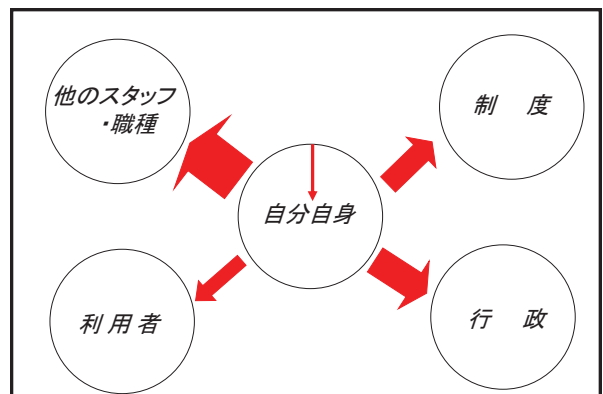 他のスタッフ
・職種
制 度
自分自身
利用者
行 政